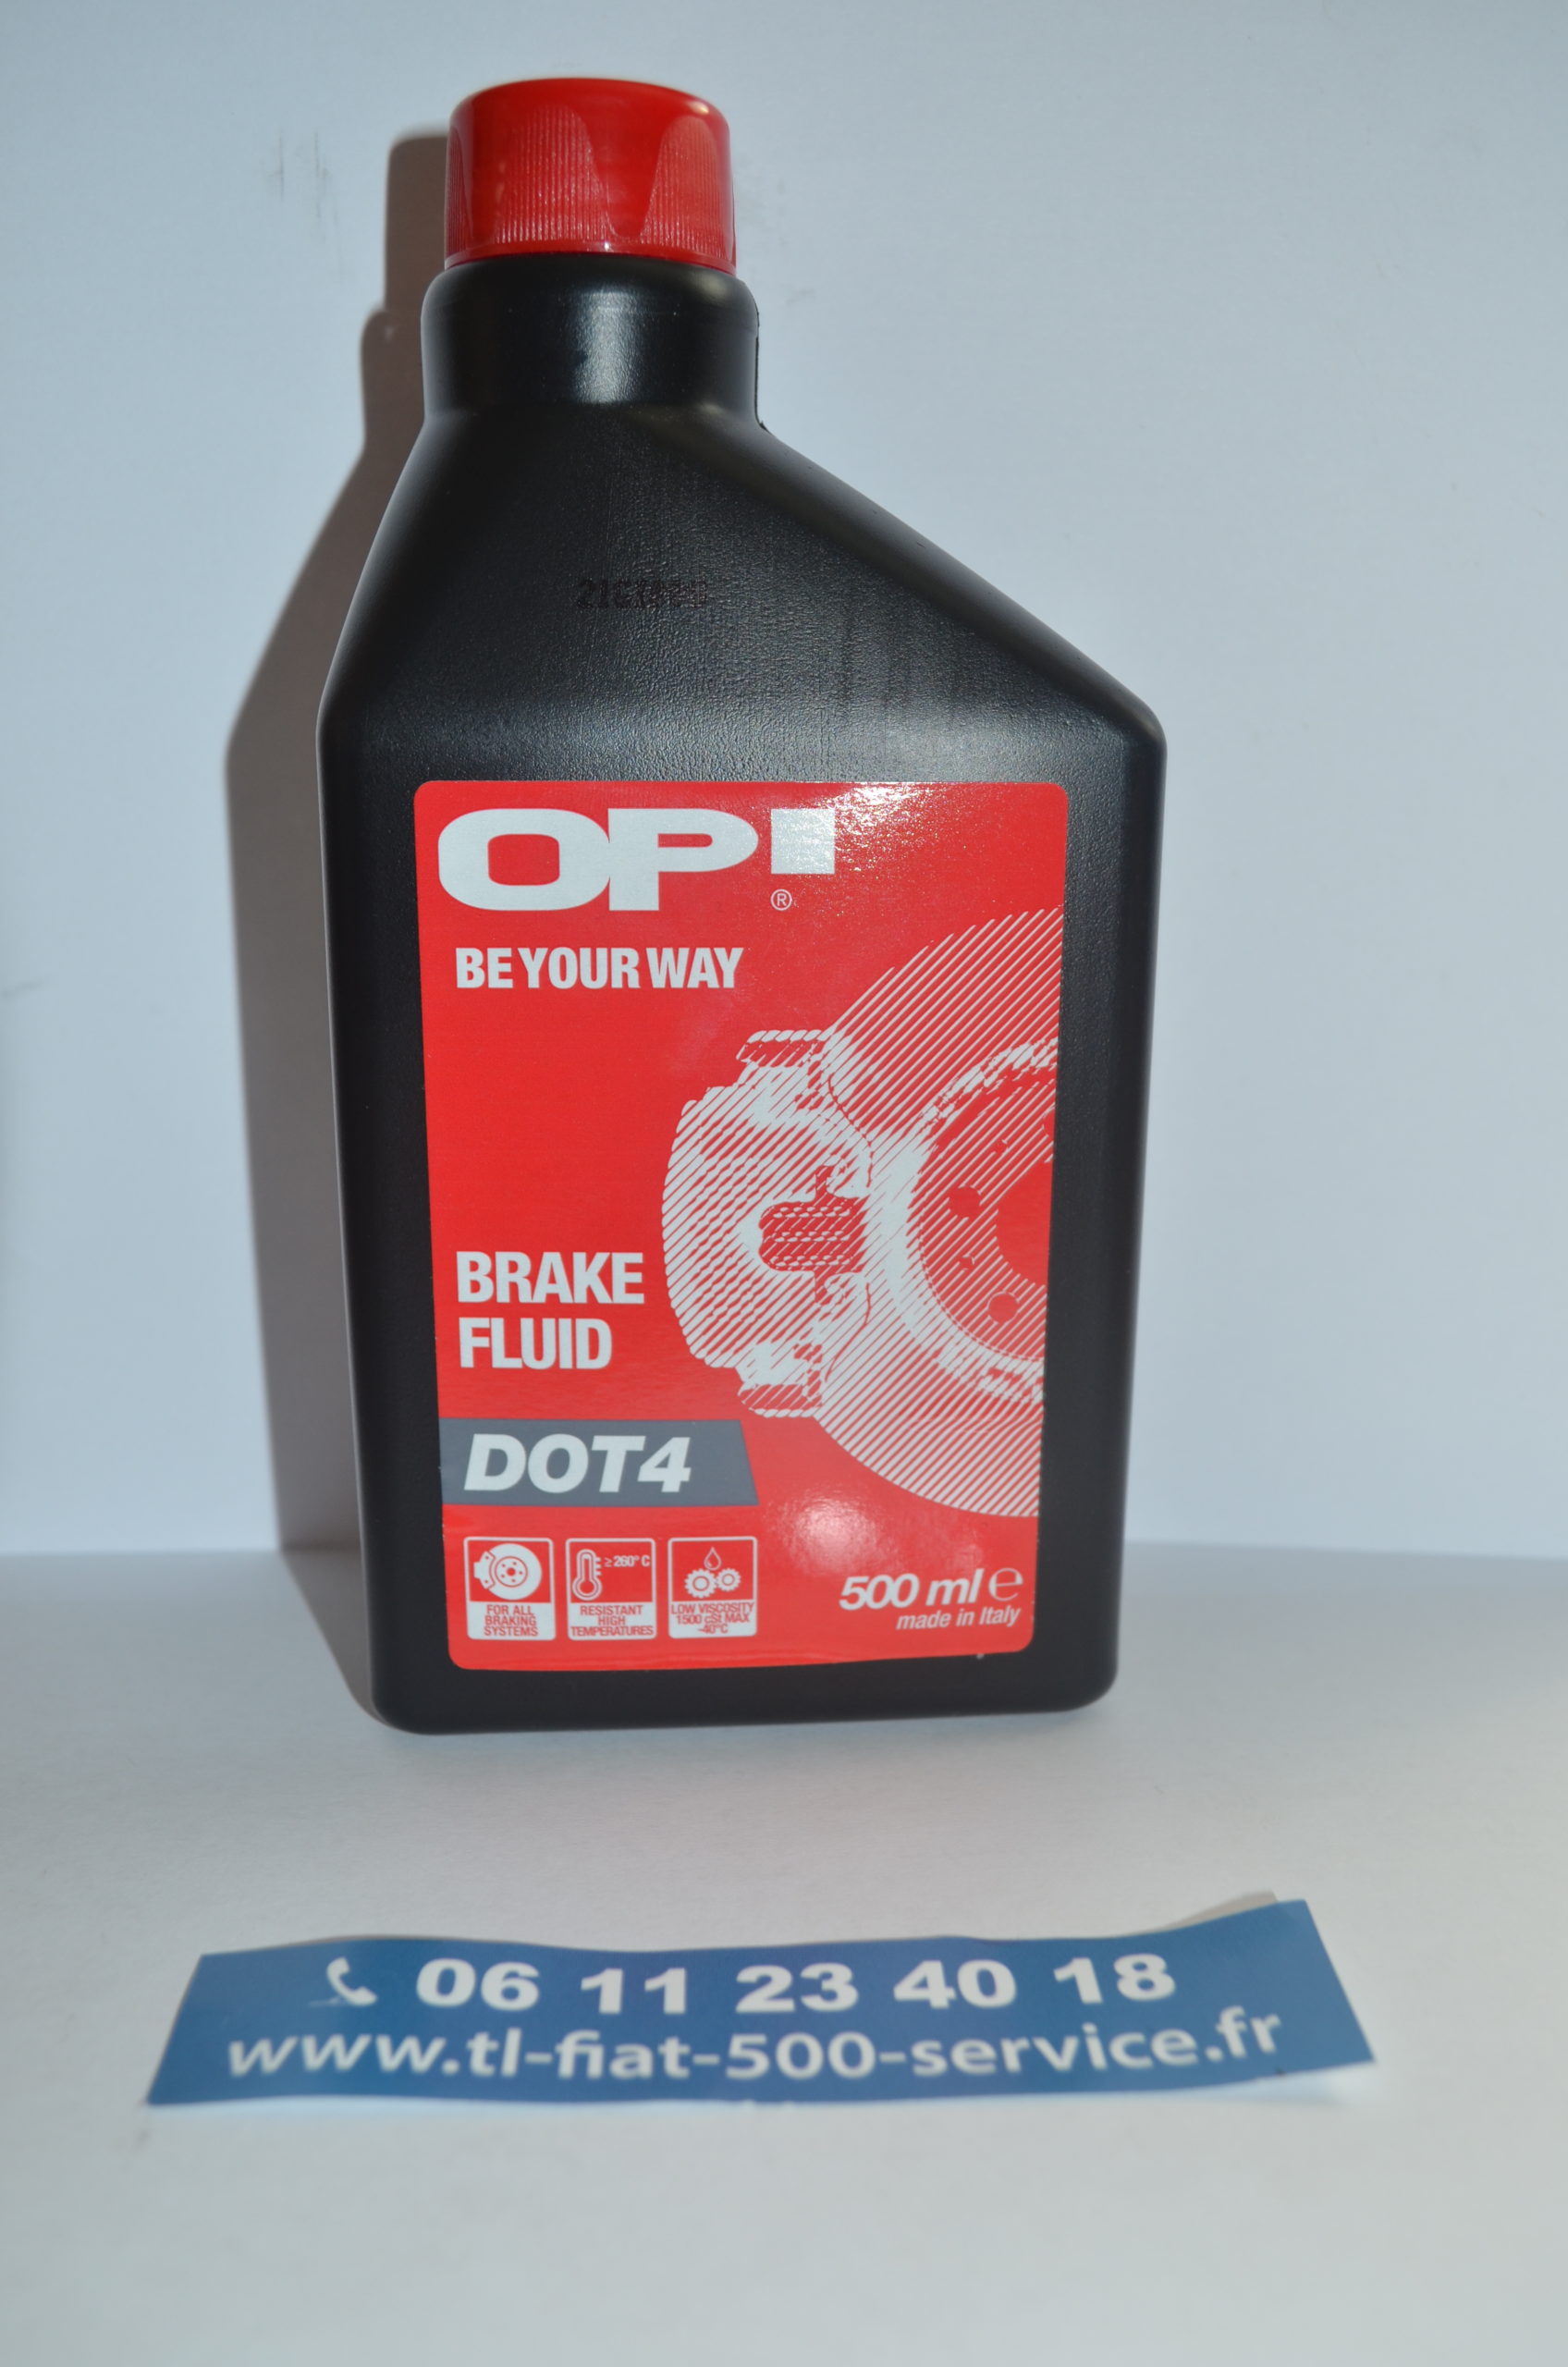 OP!
®
BE YOUR WAY
BRAKE
FLUID
DOT4
≥260° C
FOR ALL
BRAKING
SYSTEMS
RESISTANT
HIGH
TEMPERATURES
LOW VISCOSITY
1500 cSt MAX
-40°C
500 ml ℮
made in Italy
06 11 23 40 18
www.tl-fiat-500-service.fr